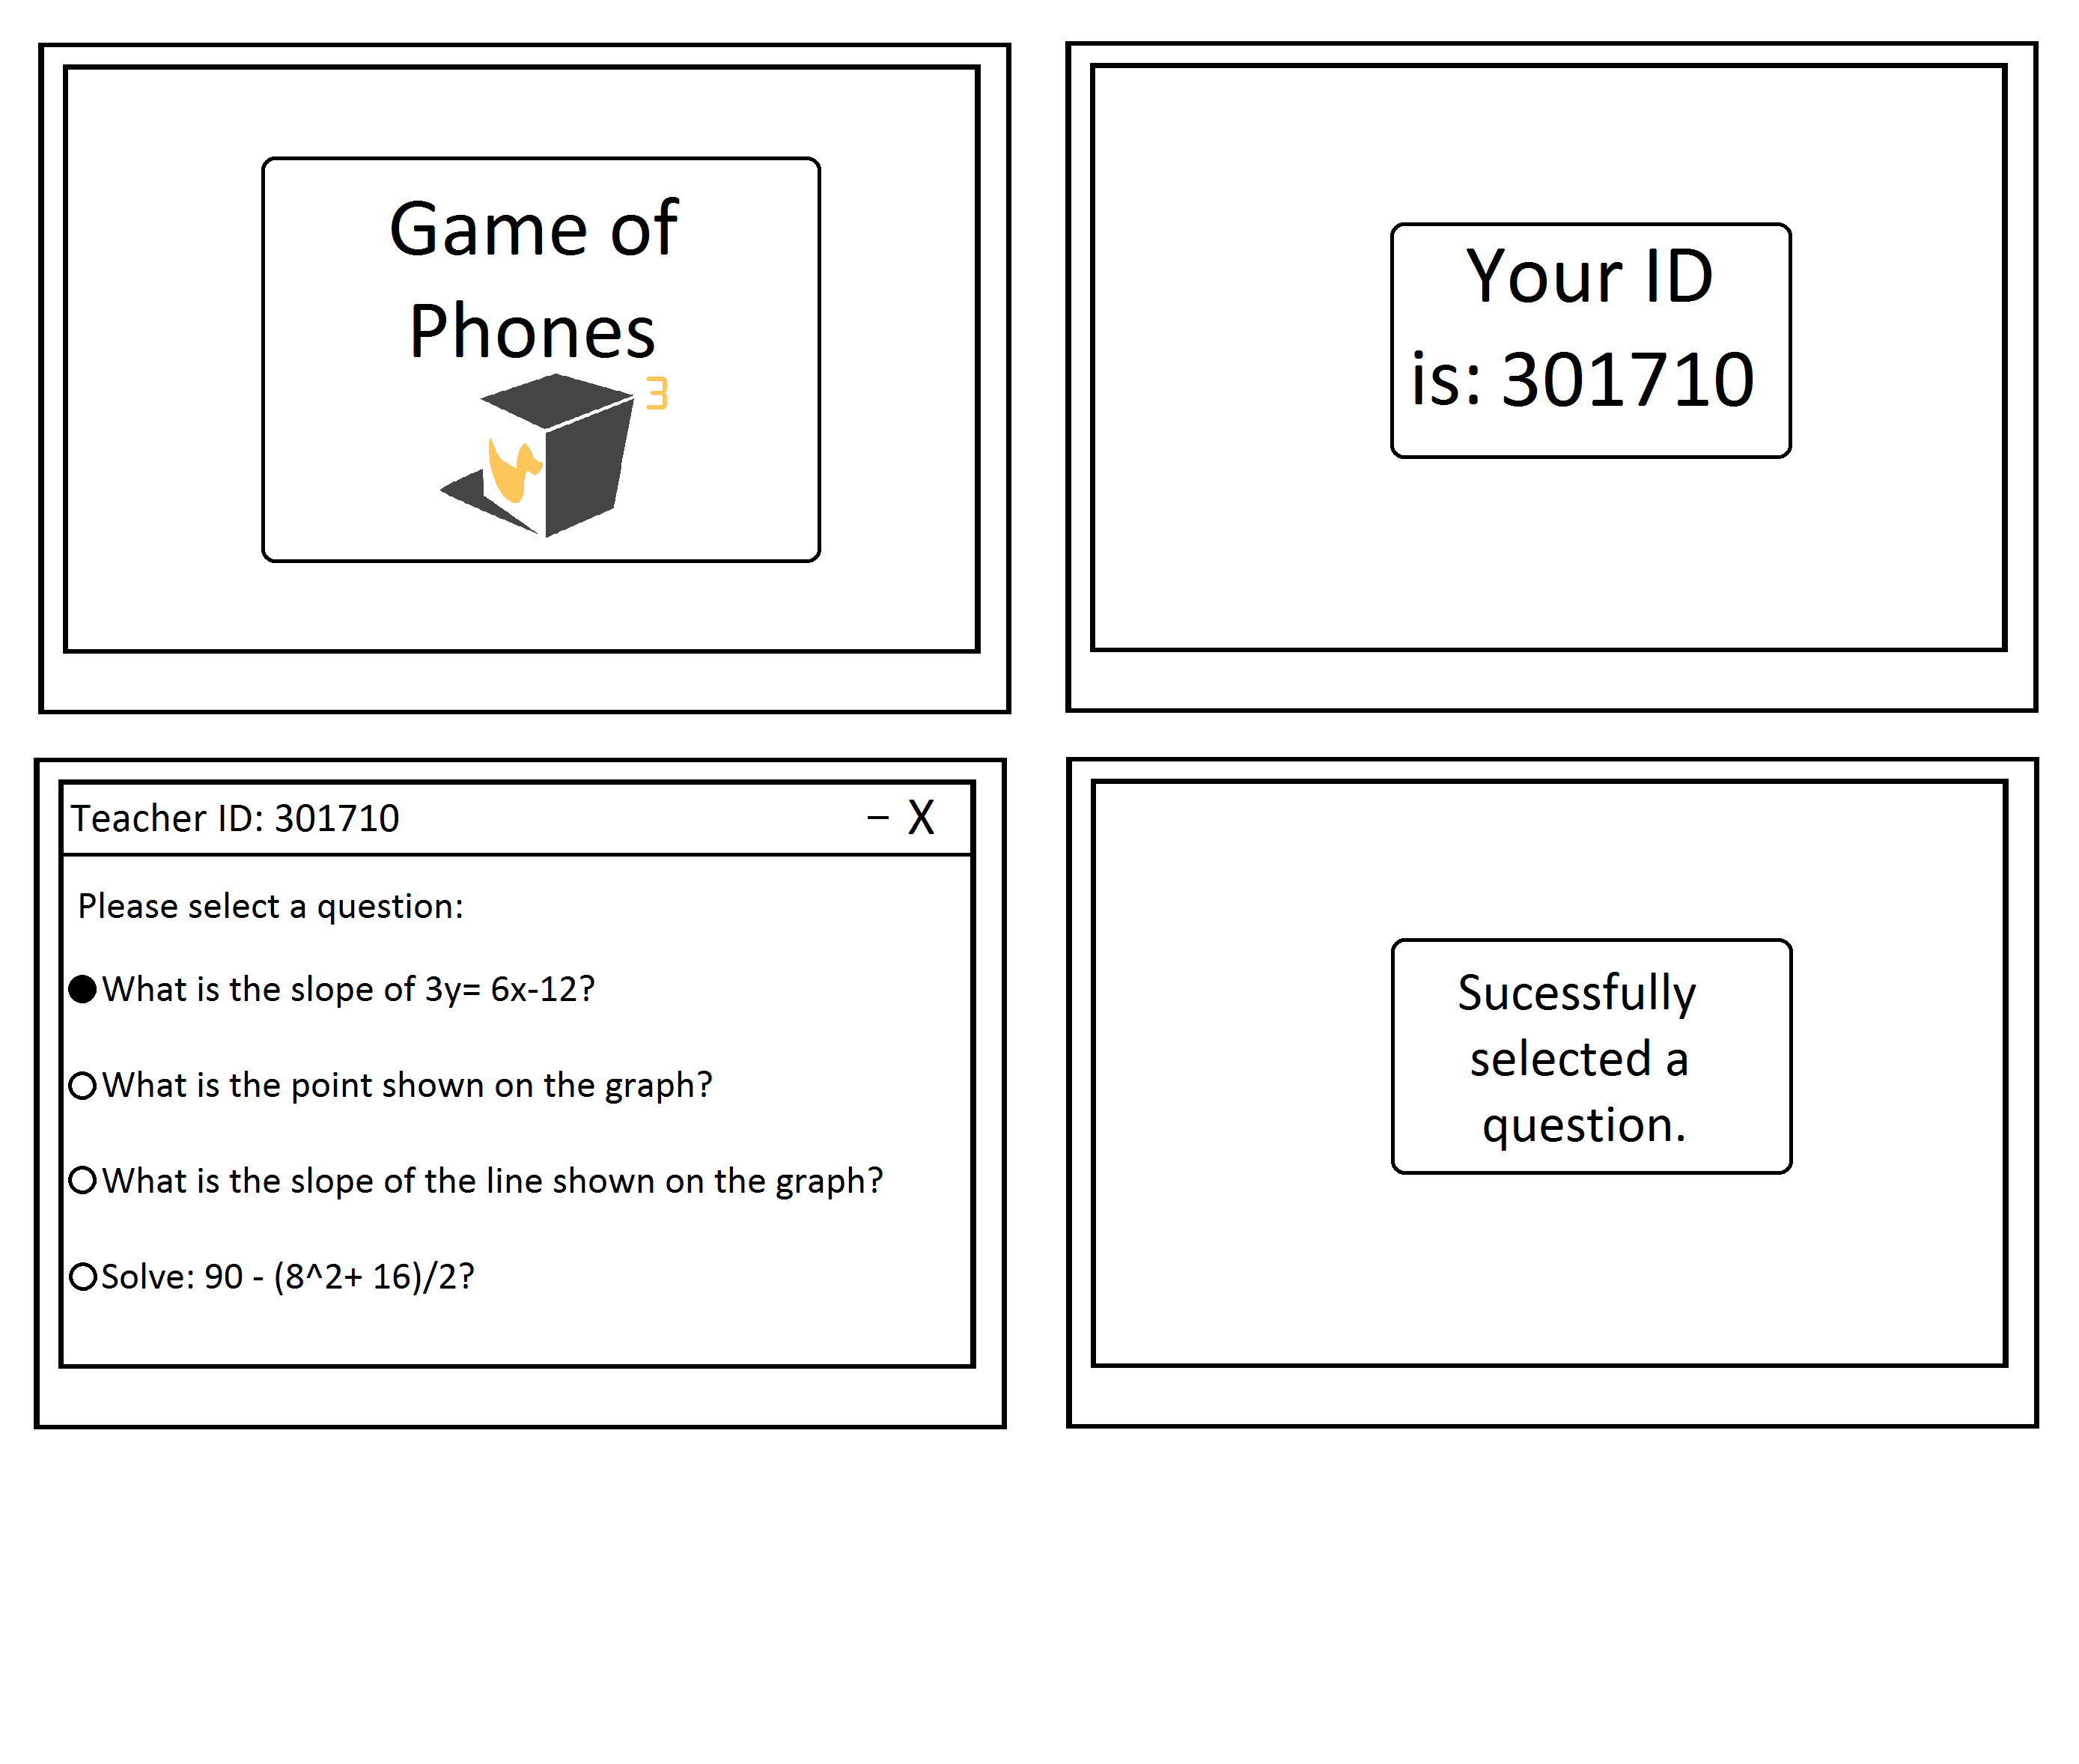 Game of
Phones
3
Your ID
is: 301710
Teacher ID: 301710
– X
Please select a question:
What is the slope of 3y= 6x-12?
What is the point shown on the graph?
What is the slope of the line shown on the graph?
Solve: 90 - (8^2+ 16)/2?
Sucessfully
selected a
question.